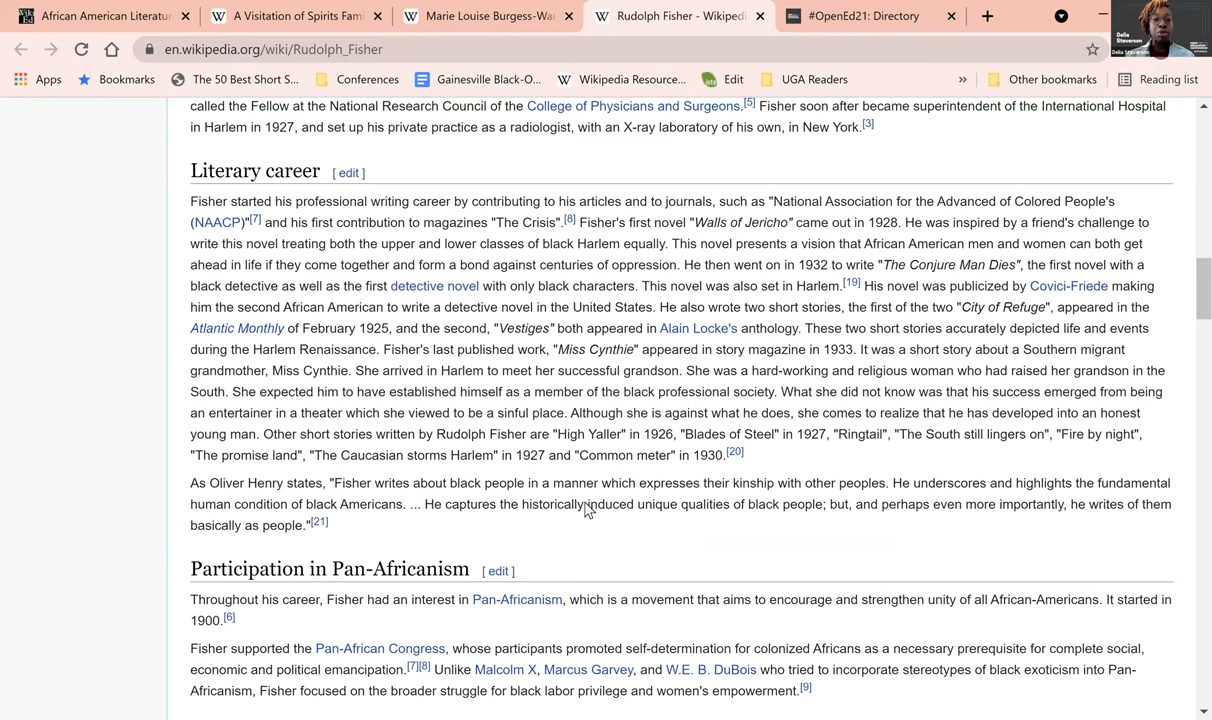 African American Literatur
A Visitation of Spirits Fam
Marie Louise Burgess-Wa
Rudolph Fisher - Wikipedi
#OpenEd21: Directory
en.wikipedia.org/wiki/Rudolph_Fisher
Delia
Steverson
Delia Steverson
Apps
Bookmarks
The 50 Best Short S...
Conferences
Gainesville Black-O...
Wikipedia Resource...
Edit
UGA Readers
»
Other bookmarks
Reading list
called the Fellow at the National Research Council of the College of Physicians and Surgeons.[5] Fisher soon after became superintendent of the International Hospital
in Harlem in 1927, and set up his private practice as a radiologist, with an X-ray laboratory of his own, in New York.[3]
Literary career [ edit ]
Fisher started his professional writing career by contributing to his articles and to journals, such as "National Association for the Advanced of Colored People's
(NAACP)"[7] and his first contribution to magazines "The Crisis".[8] Fisher's first novel "Walls of Jericho" came out in 1928. He was inspired by a friend's challenge to
write this novel treating both the upper and lower classes of black Harlem equally. This novel presents a vision that African American men and women can both get
ahead in life if they come together and form a bond against centuries of oppression. He then went on in 1932 to write "The Conjure Man Dies", the first novel with a
black detective as well as the first detective novel with only black characters. This novel was also set in Harlem.[19] His novel was publicized by Covici-Friede making
him the second African American to write a detective novel in the United States. He also wrote two short stories, the first of the two "City of Refuge", appeared in the
Atlantic Monthly of February 1925, and the second, "Vestiges" both appeared in Alain Locke's anthology. These two short stories accurately depicted life and events
during the Harlem Renaissance. Fisher's last published work, "Miss Cynthie" appeared in story magazine in 1933. It was a short story about a Southern migrant
grandmother, Miss Cynthie. She arrived in Harlem to meet her successful grandson. She was a hard-working and religious woman who had raised her grandson in the
South. She expected him to have established himself as a member of the black professional society. What she did not know was that his success emerged from being
an entertainer in a theater which she viewed to be a sinful place. Although she is against what he does, she comes to realize that he has developed into an honest
young man. Other short stories written by Rudolph Fisher are "High Yaller" in 1926, "Blades of Steel" in 1927, "Ringtail", "The South still lingers on", "Fire by night",
"The promise land", "The Caucasian storms Harlem" in 1927 and "Common meter" in 1930.[20]
As Oliver Henry states, "Fisher writes about black people in a manner which expresses their kinship with other peoples. He underscores and highlights the fundamental
human condition of black Americans. ... He captures the historically induced unique qualities of black people; but, and perhaps even more importantly, he writes of them
basically as people."[21]
Participation in Pan-Africanism [ edit ]
Throughout his career, Fisher had an interest in Pan-Africanism, which is a movement that aims to encourage and strengthen unity of all African-Americans. It started in
1900.[6]
Fisher supported the Pan-African Congress, whose participants promoted self-determination for colonized Africans as a necessary prerequisite for complete social,
economic and political emancipation.[7][8] Unlike Malcolm X, Marcus Garvey, and W.E. B. DuBois who tried to incorporate stereotypes of black exoticism into Pan-
Africanism, Fisher focused on the broader struggle for black labor privilege and women's empowerment.[9]